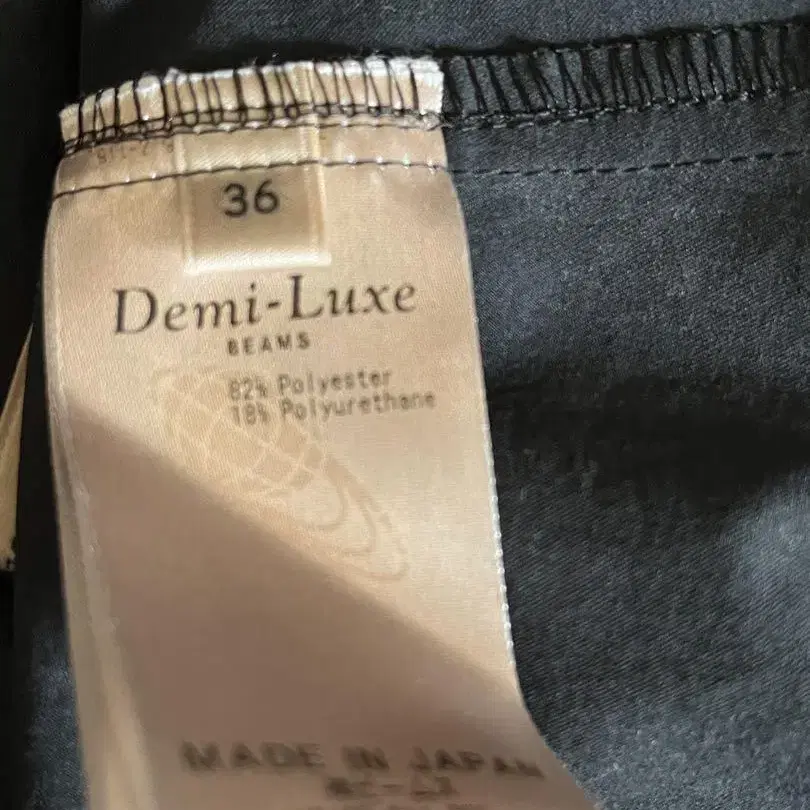 36
Demi-Luxe
BEAMS
82% Polyester
18% Polyurethane
MADE IN JAPAN